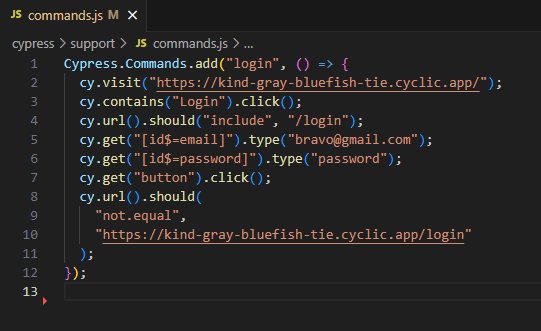 JS commands.js M ×
cypress > support > JS commands.js > ...
1 Cypress.Commands.add("login", () => {
2   cy.visit("https://kind-gray-bluefish-tie.cyclic.app/");
3   cy.contains("Login").click();
4   cy.url().should("include", "/login");
5   cy.get("[id$=email]").type("bravo@gmail.com");
6   cy.get("[id$=password]").type("password");
7   cy.get("button").click();
8   cy.url().should(
9     "not.equal",
10     "https://kind-gray-bluefish-tie.cyclic.app/login"
11   );
12 });
13